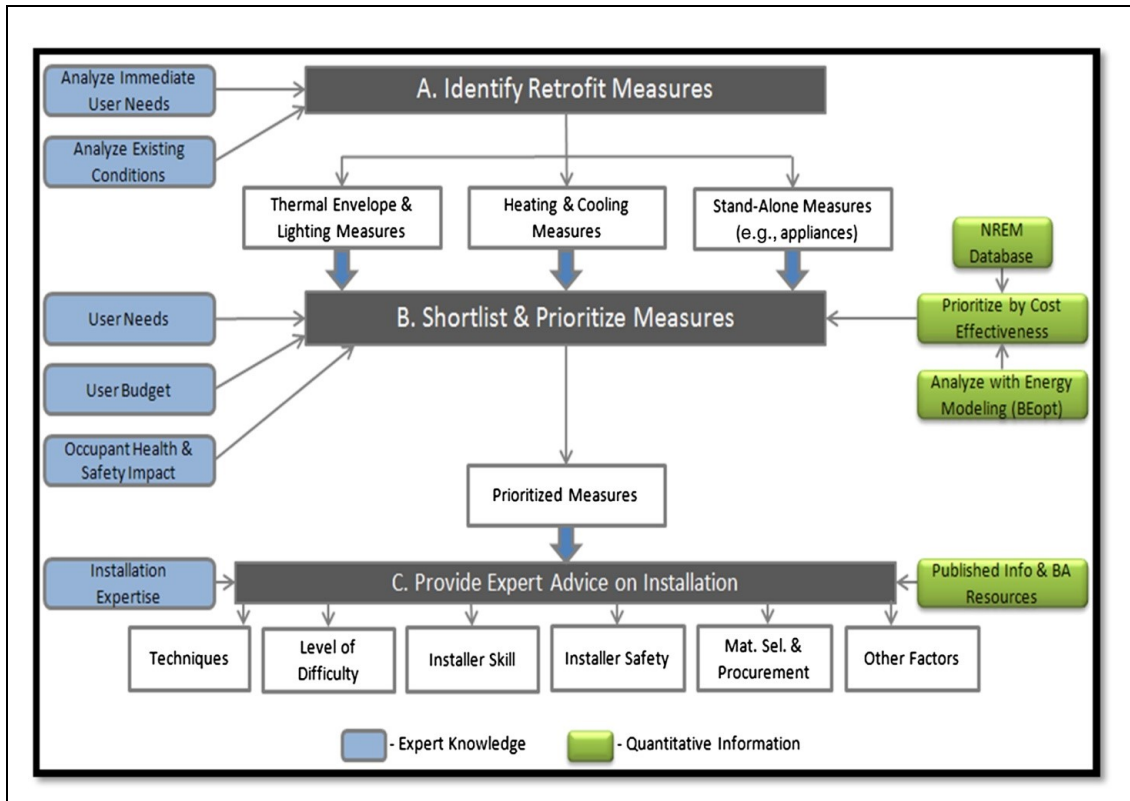 Analyze Immediate
User Needs
A. Identify Retrofit Measures
Analyze Existing
Conditions
Thermal Envelope &
Lighting Measures
Heating & Cooling
Measures
Stand-Alone Measures
(e.g., appliances)
NREM
Database
User Needs
B. Shortlist & Prioritize Measures
Prioritize by Cost
Effectiveness
User Budget
Analyze with Energy
Modeling (BEopt)
Occupant Health &
Safety Impact
Prioritized Measures
Installation
Expertise
C. Provide Expert Advice on Installation
Published Info & BA
Resources
Techniques
Level of
Difficulty
Installer Skill
Installer Safety
Mat. Sel. &
Procurement
Other Factors
- Expert Knowledge
- Quantitative Information